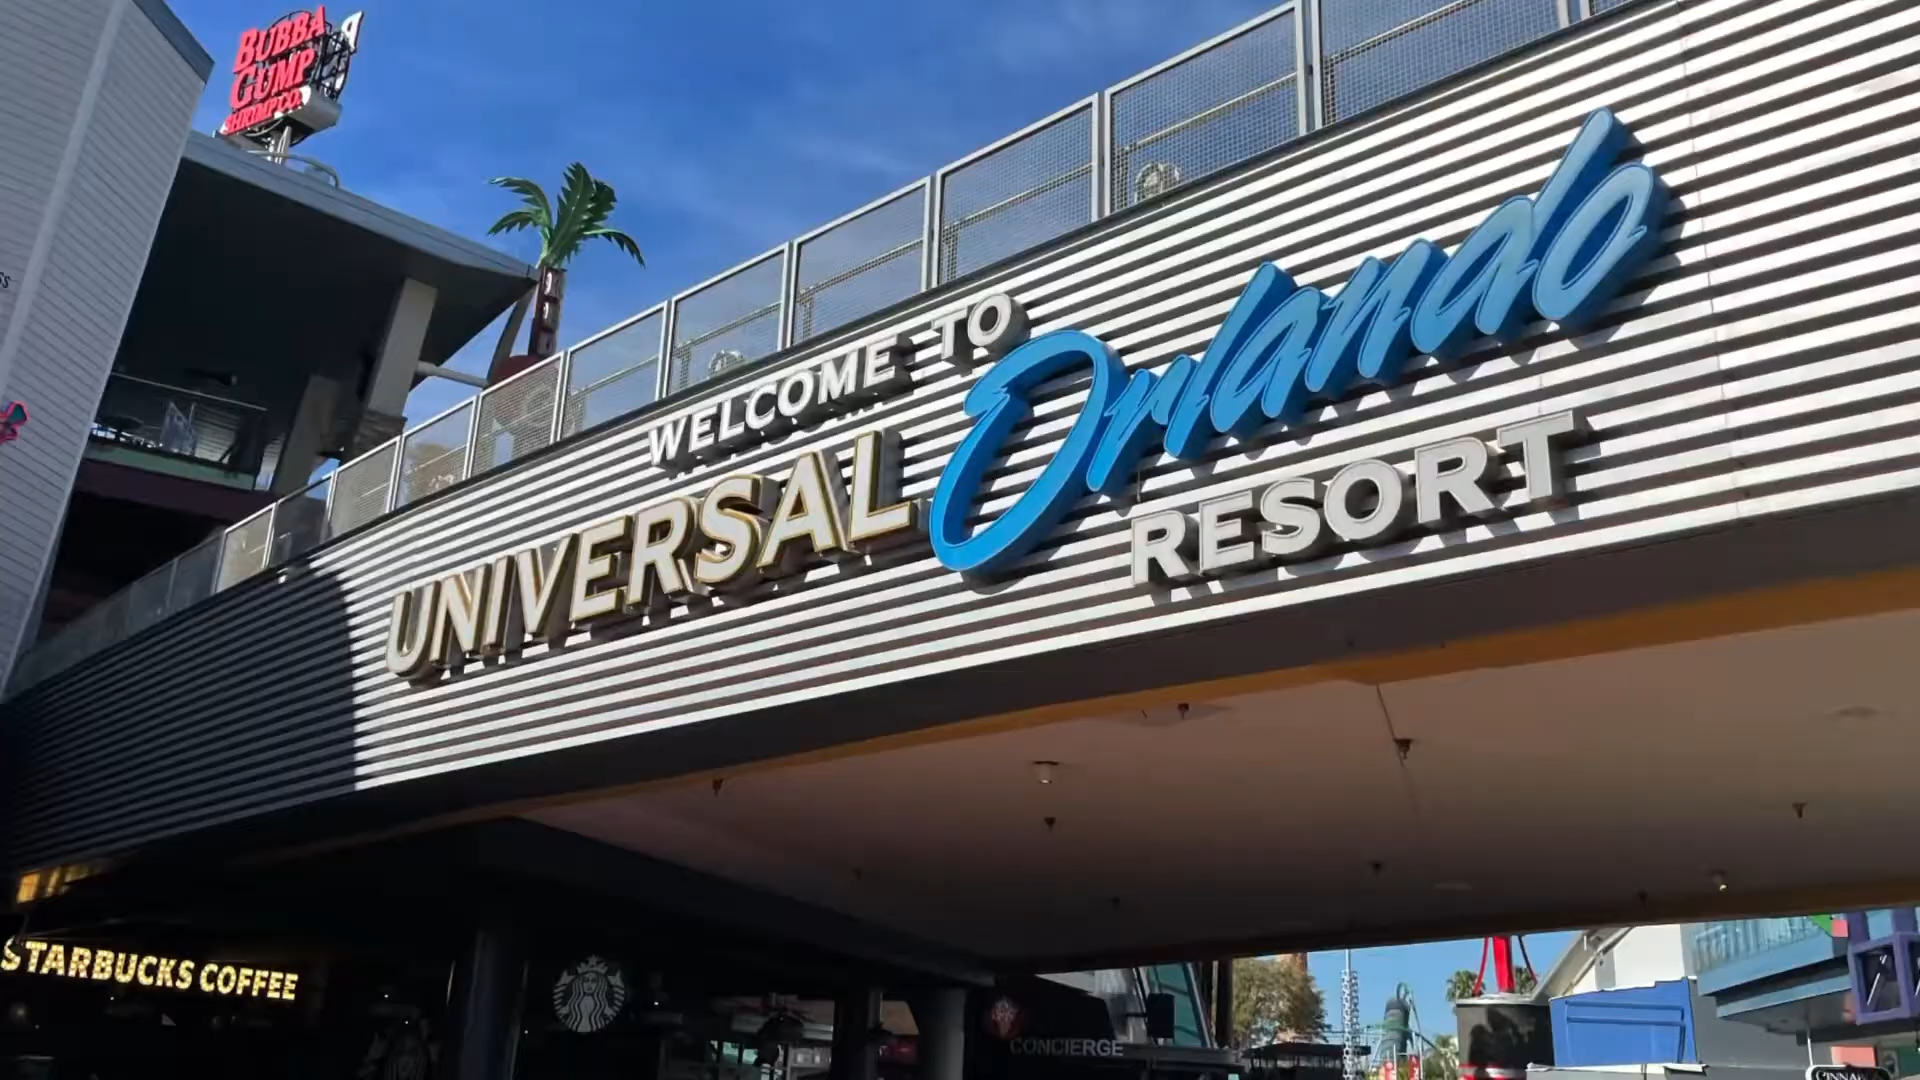 BUBBA
GUMP
SHRIMP CO.
WELCOME TO
UNIVERSAL Orlando
RESORT
STARBUCKS COFFEE
CONCIERGE